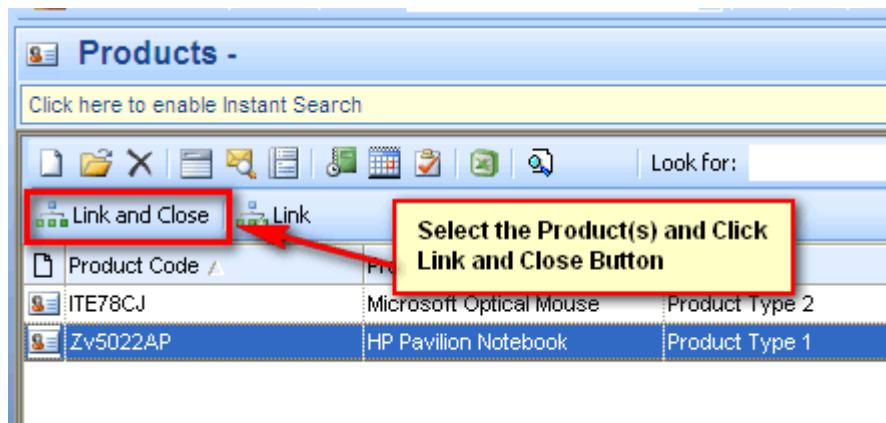 Products -
Click here to enable Instant Search
Look for:
Link and Close Link
Select the Product(s) and Click
Link and Close Button
Product Code
ITE78CJ Microsoft Optical Mouse Product Type 2
Zv5022AP HP Pavilion Notebook Product Type 1